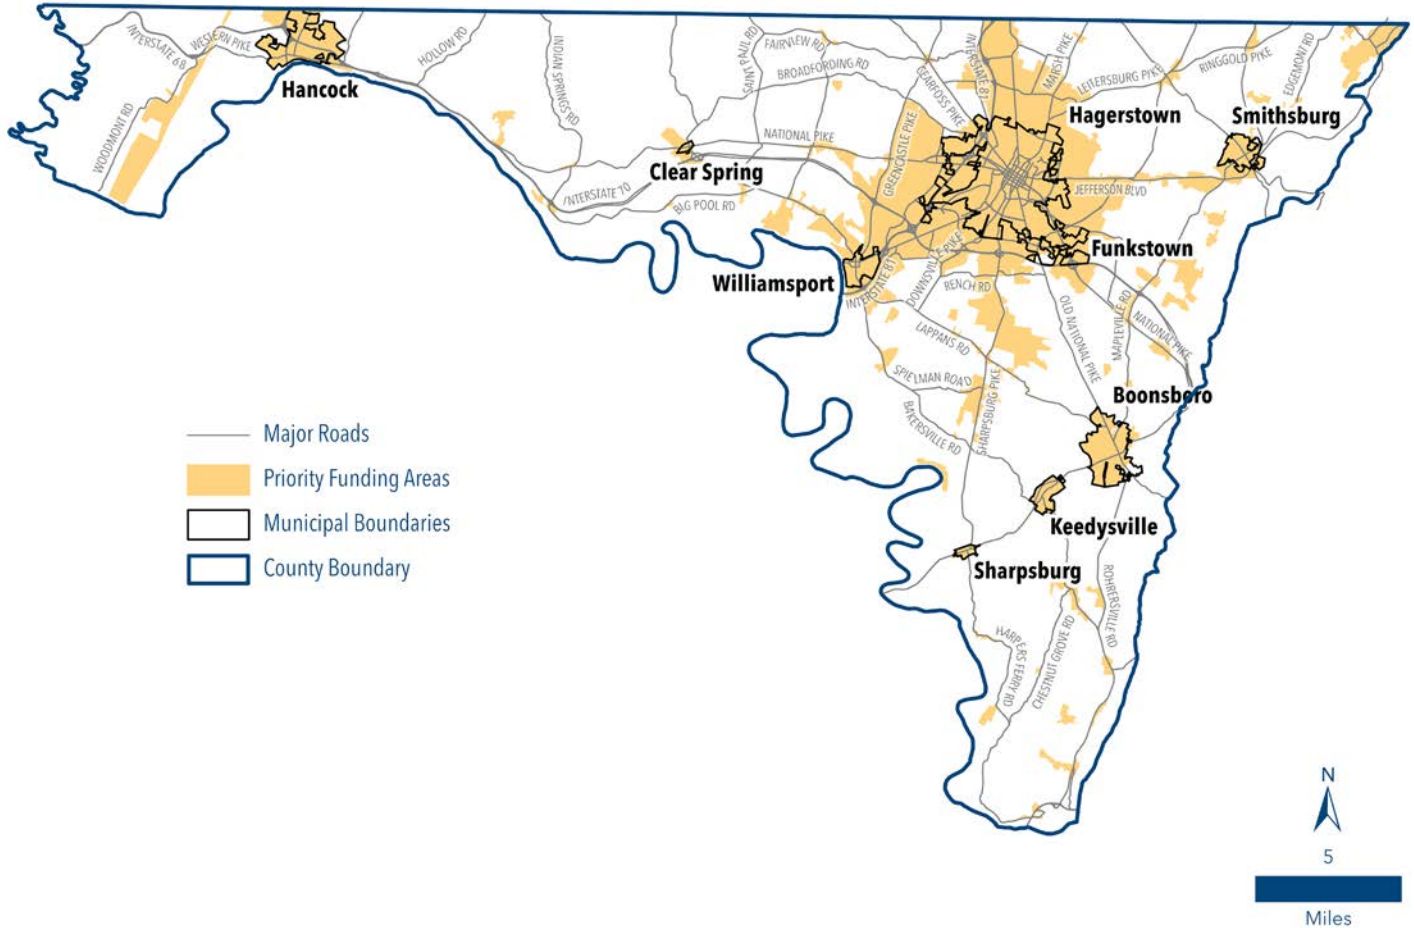 INTERSTATE 68
WESTERN PIKE
HOLLOW RD
INDIAN SPRINGS RD
SAINT PAUL RD
FAIRVIEW RD
BROADFORDING RD
CEARFOSS PIKE
INTERSTATE 81
MARSH PIKE
LEITERSBURG PIKE
RINGGOLD PIKE
EDGEMONT RD
Hancock
WOODMONT RD
Hagerstown
Smithsburg
NATIONAL PIKE
GREENCASTLE PIKE
Clear Spring
INTERSTATE 70
BIG POOL RD
JEFFERSON BLVD
Funkstown
Williamsport
INTERSTATE 81
DOWNSVILLE PIKE
RENCH RD
OLD NATIONAL PIKE
MAPLEVILLE RD
NATIONAL PIKE
LAPPANS RD
SPIELMAN ROAD
SHARPSBURG PIKE
BAKERSVILLE RD
Boonsboro
Major Roads
Priority Funding Areas
Municipal Boundaries
County Boundary
Keedysville
Sharpsburg
ROHRERSVILLE RD
HARPERS FERRY RD
CHESTNUT GROVE RD
N
5
Miles